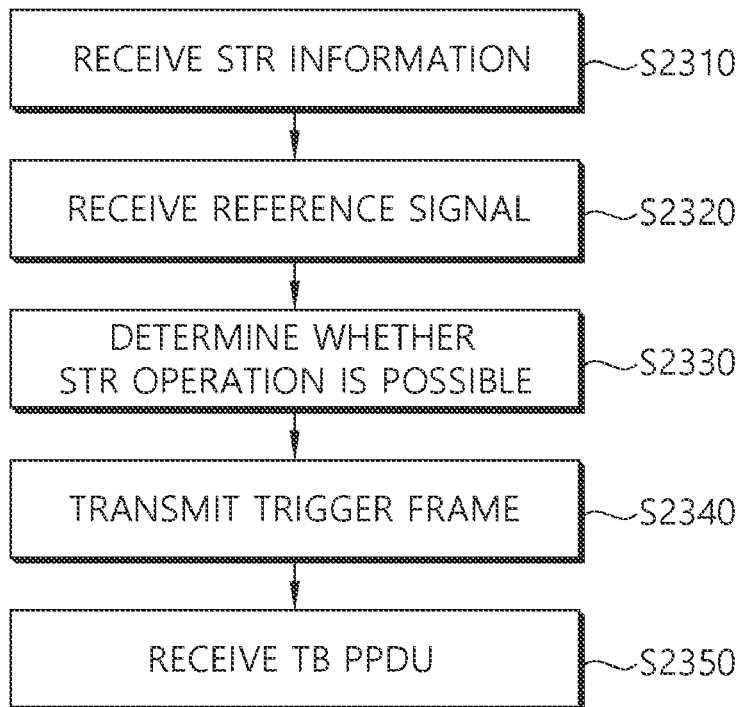 RECEIVE STR INFORMATION
S2310
RECEIVE REFERENCE SIGNAL
S2320
DETERMINE WHETHER
STR OPERATION IS POSSIBLE
S2330
TRANSMIT TRIGGER FRAME
S2340
RECEIVE TB PPDU
S2350